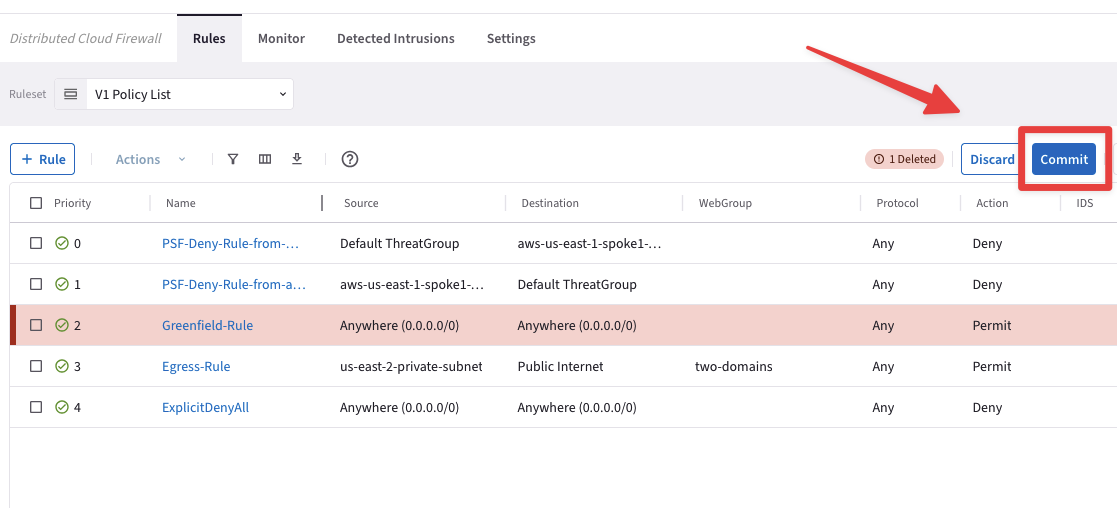 Distributed Cloud Firewall Rules Monitor Detected Intrusions Settings
Ruleset V1 Policy List
+ Rule Actions 1 Deleted Discard Commit
Priority Name Source Destination WebGroup Protocol Action IDS
0 PSF-Deny-Rule-from-... Default ThreatGroup aws-us-east-1-spoke1-... Any Deny
1 PSF-Deny-Rule-from-a... aws-us-east-1-spoke1-... Default ThreatGroup Any Deny
2 Greenfield-Rule Anywhere (0.0.0.0/0) Anywhere (0.0.0.0/0) Any Permit
3 Egress-Rule us-east-2-private-subnet Public Internet two-domains Any Permit
4 ExplicitDenyAll Anywhere (0.0.0.0/0) Anywhere (0.0.0.0/0) Any Deny